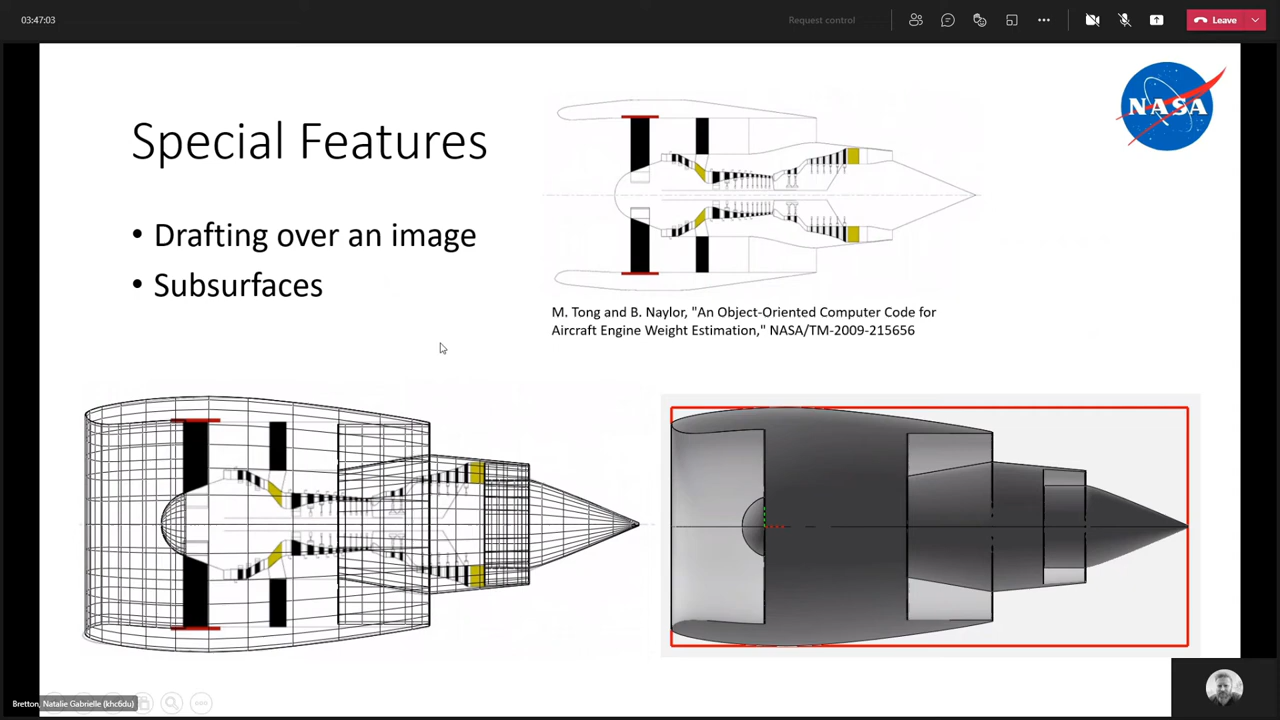 03:47:03
Request control
Leave
Special Features
NASA
• Drafting over an image
• Subsurfaces
M. Tong and B. Naylor, "An Object-Oriented Computer Code for
Aircraft Engine Weight Estimation," NASA/TM-2009-215656
Bretton, Natalie Gabrielle (khc6du)